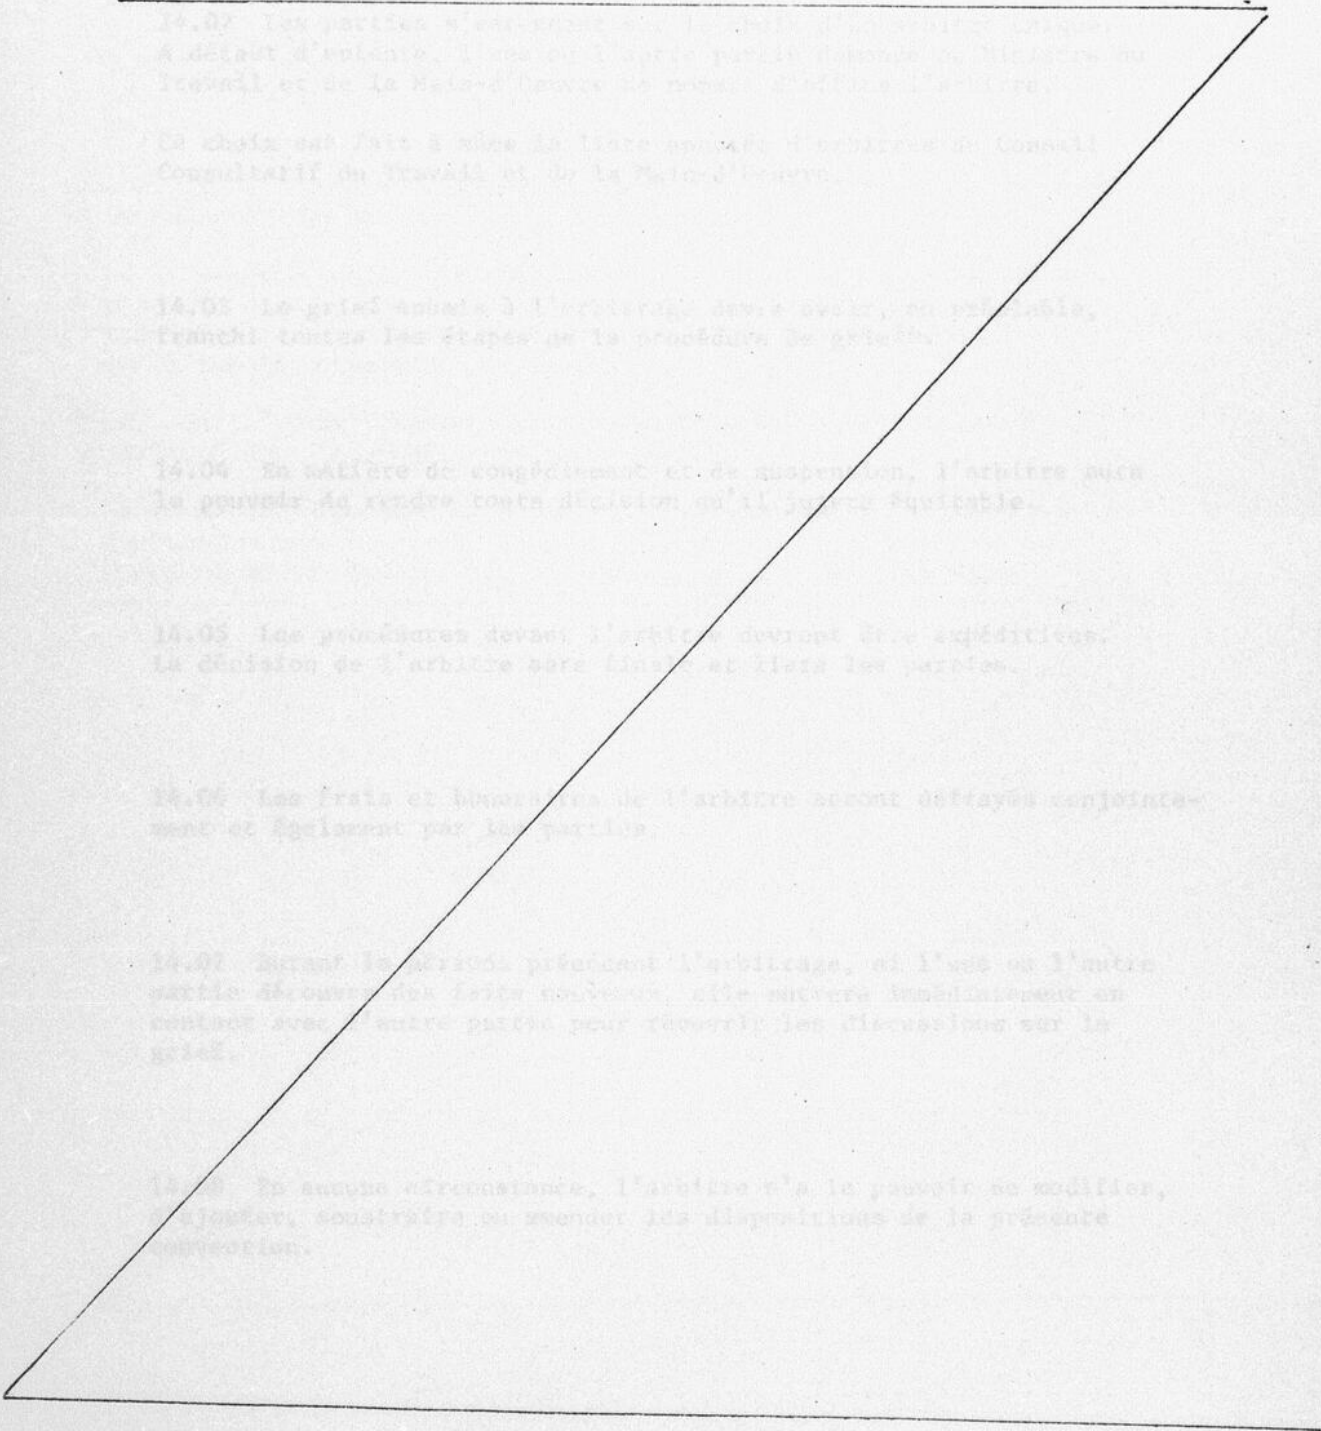 14.02 Les parties s'entendent sur le choix d'un arbitre unique.
A défaut d'entente, l'une ou l'autre partie demande au Ministre du
Travail et de la Main-d'Oeuvre de nommer d'office l'arbitre.
Ce choix est fait à même la liste annotée d'arbitres du Conseil
Consultatif du Travail et de la Main-d'Oeuvre.
14.03 Le grief soumis à l'arbitrage devra avoir, au préalable,
franchi toutes les étapes de la procédure de griefs.
14.04 En matière de congédiement et de suspension, l'arbitre aura
le pouvoir de rendre toute décision qu'il jugera équitable.
14.05 Les procédures devant l'arbitre devront être expéditives.
La décision de l'arbitre sera finale et liera les parties.
14.06 Les frais et honoraires de l'arbitre seront défrayés conjointe-
ment et également par les parties.
14.07 Durant la période précédant l'arbitrage, si l'une ou l'autre
partie découvre des faits nouveaux, elle entrera immédiatement en
contact avec l'autre partie pour réouvrir les discussions sur le
grief.
14.08 En aucune circonstance, l'arbitre n'a le pouvoir de modifier,
d'ajouter, soustraire ou amender les dispositions de la présente
convention.